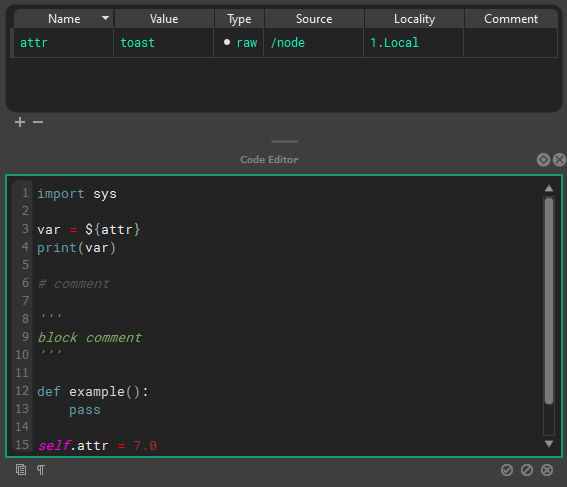 Name Value Type Source Locality Comment
attr toast raw /node 1.Local
Code Editor
1 import sys
2
3 var = ${attr}
4 print(var)
5
6 # comment
7
8 '''
9 block comment
10 '''
11
12 def example():
13     pass
14
15 self.attr = 7.0